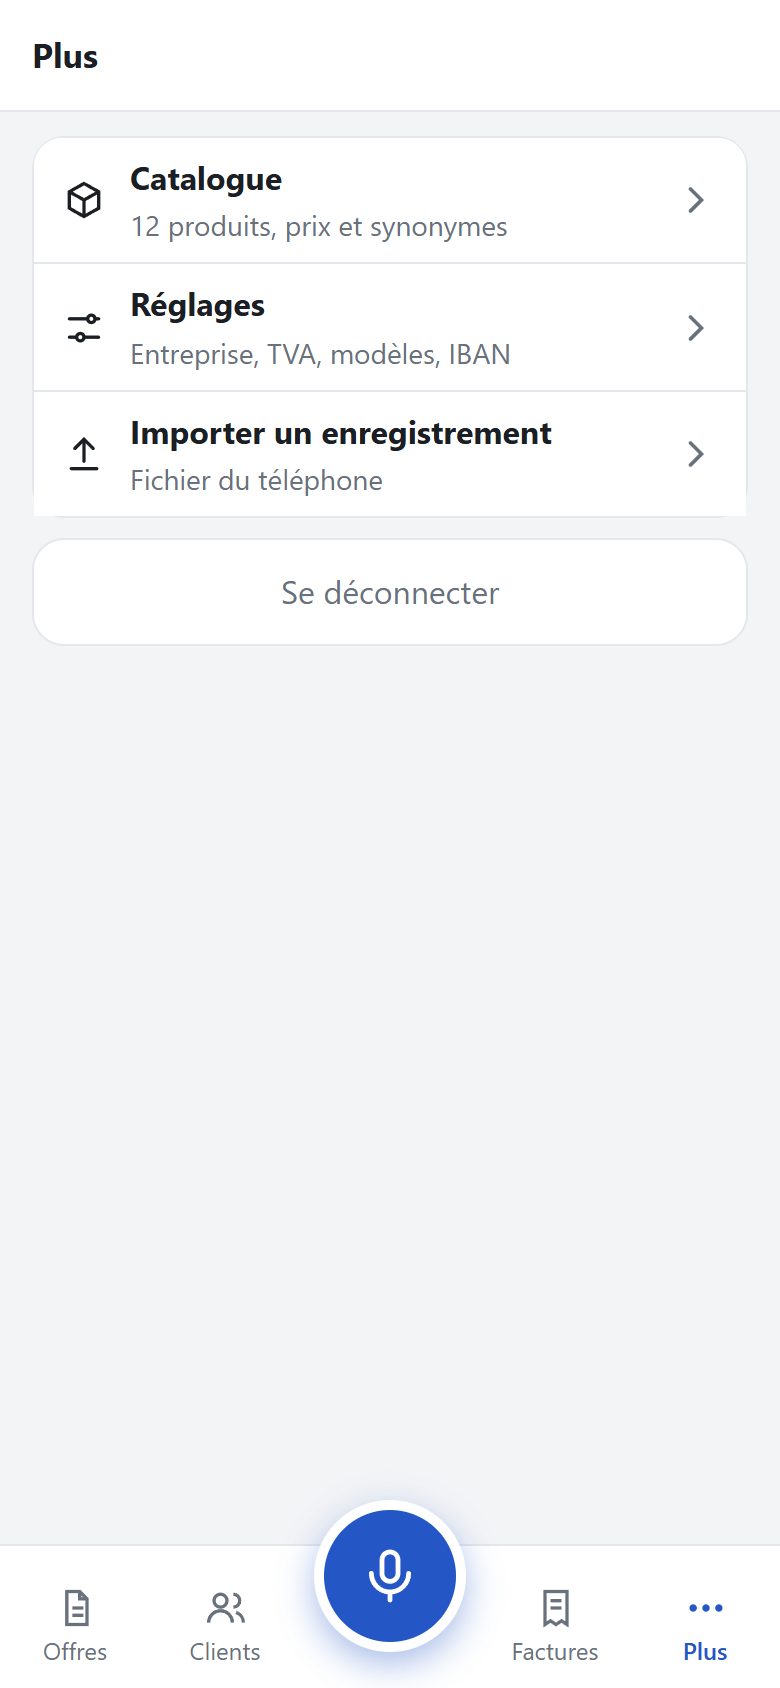 Plus
Catalogue
12 produits, prix et synonymes
Réglages
Entreprise, TVA, modèles, IBAN
Importer un enregistrement
Fichier du téléphone
Se déconnecter
Offres
Clients
Factures
Plus